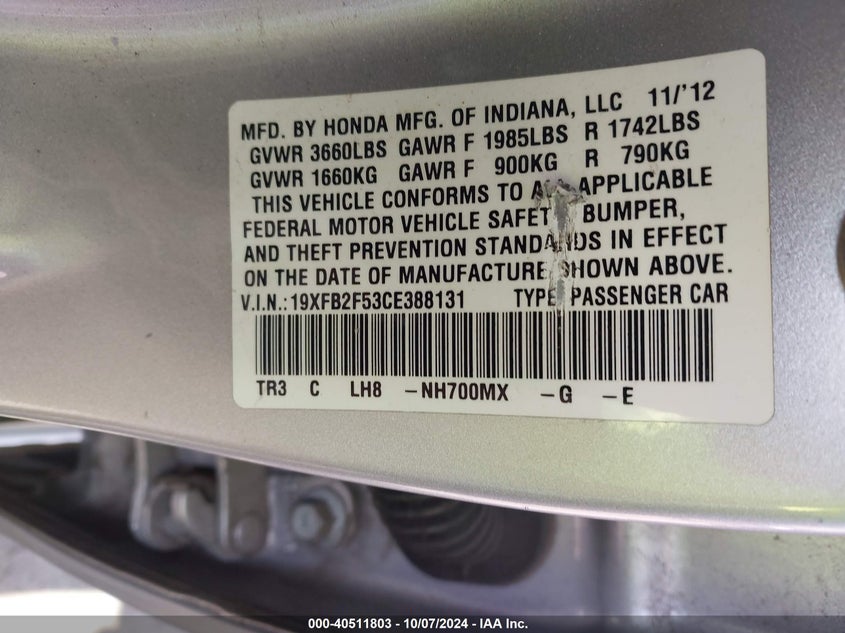 MFD. BY HONDA MFG. OF INDIANA, LLC 11/'12
GVWR 3660LBS GAWR F 1985LBS R 1742LBS
GVWR 1660KG GAWR F 900KG R 790KG
THIS VEHICLE CONFORMS TO APPLICABLE
FEDERAL MOTOR VEHICLE BUMPER,
AND THEFT PREVENTION STANDARDS IN EFFECT
ON THE DATE OF MANUFACTURE SHOWN ABOVE.
V.I.N.:19XFB2F53CE388131 TYPE PASSENGER CAR
TR3 C LH8 -NH700MX -G -E
000-40511803 - 10/07/2024 - IAA Inc.